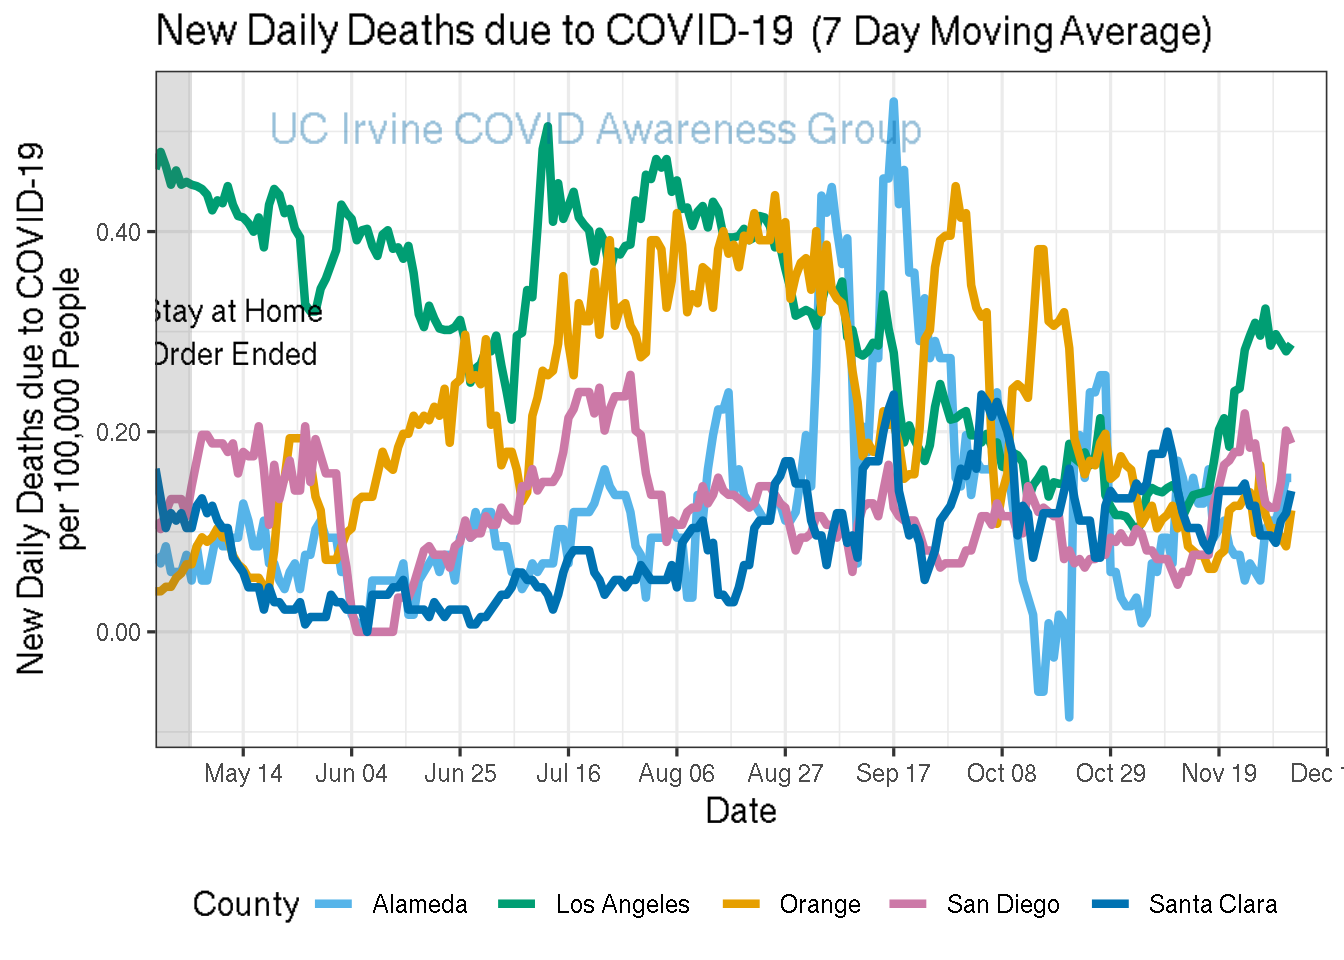 New Daily Deaths due to COVID-19 (7 Day Moving Average)
UC Irvine COVID Awareness Group
New Daily Deaths due to COVID-19
per 100,000 People
0.40
0.20
0.00
Stay at Home
Order Ended
May 14 Jun 04 Jun 25 Jul 16 Aug 06 Aug 27 Sep 17 Oct 08 Oct 29 Nov 19 Dec
Date
County Alameda Los Angeles Orange San Diego Santa Clara